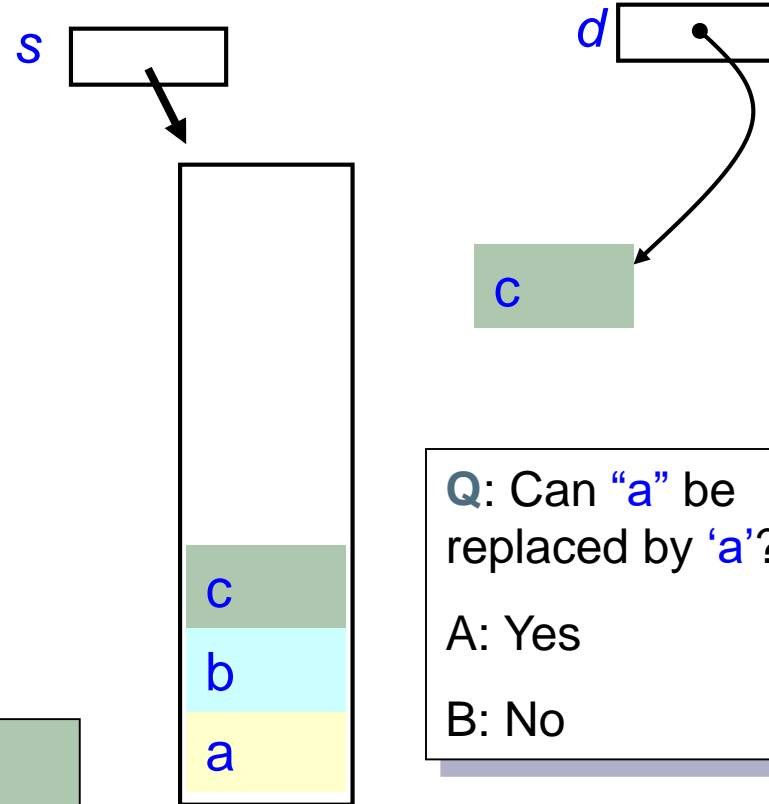 s
d
c
c
b
a
Q: Can “a” be
replaced by ‘a’?
A: Yes
B: No